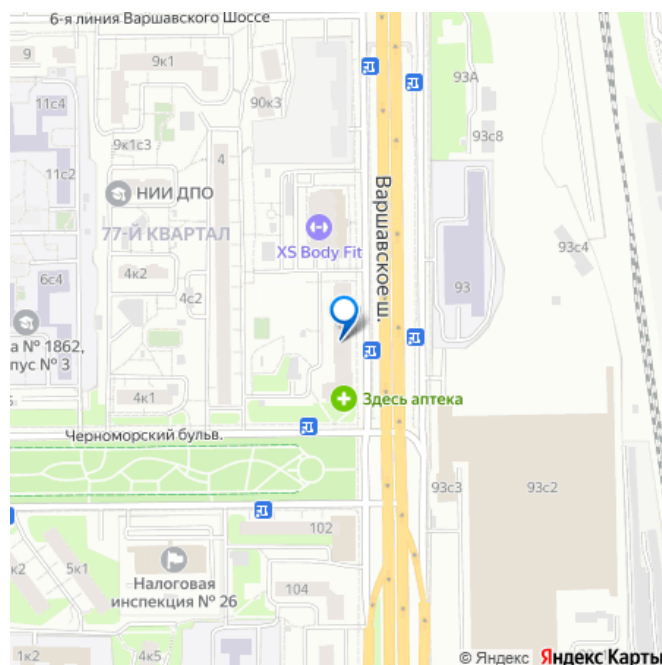 6-я линия Варшавского Шоссе
9
9к1
93А
11с4
90к3
93с8
9к1с3
4
11с2
НИИ ДПО
Варшавское ш.
77-Й КВАРТАЛ
XS Body Fit
93с4
4к2
6с4
4с2
93
а № 1862,
пус № 3
4к1
Здесь аптека
Черноморский бульв.
93с3
93с2
102
к2
5к1
Налоговая
инспекция № 26
104
1к2
4к5
© Яндекс Яндекс Карты